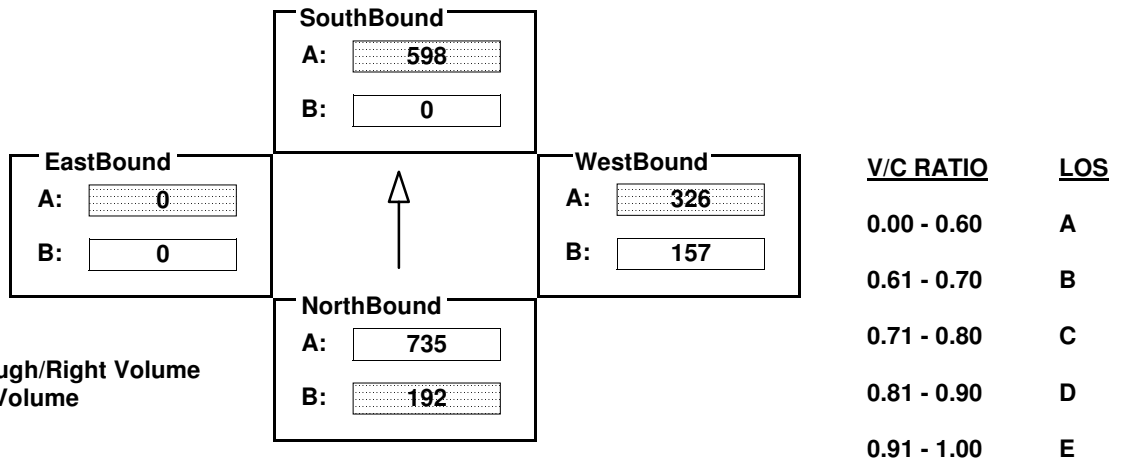 SouthBound
A: 598
B: 0
EastBound
A: 0
B: 0
WestBound
A: 326
B: 157
NorthBound
A: 735
B: 192
ugh/Right Volume
Volume
V/C RATIO LOS
0.00 - 0.60 A
0.61 - 0.70 B
0.71 - 0.80 C
0.81 - 0.90 D
0.91 - 1.00 E